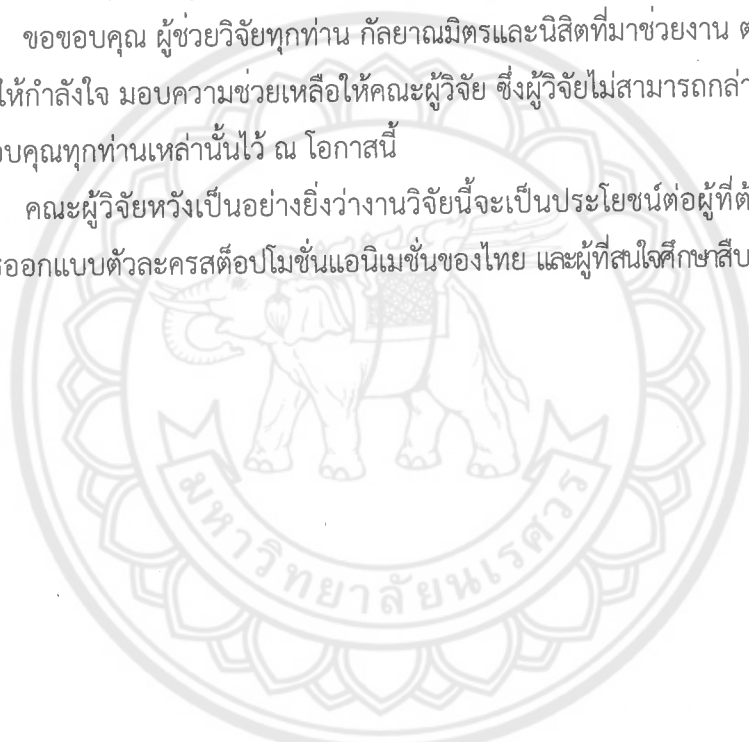 ขอขอบคุณ ผู้ช่วยวิจัยทุกท่าน กัลยาณมิตรและนิสิตที่มาช่วยงาน ต
ให้กำลังใจ มอบความช่วยเหลือให้คณะผู้วิจัย ซึ่งผู้วิจัยไม่สามารถกล่า
บคุณทุกท่านเหล่านั้นไว้ ณ โอกาสนี้
คณะผู้วิจัยหวังเป็นอย่างยิ่งว่างานวิจัยนี้จะเป็นประโยชน์ต่อผู้ที่ต้
รออกแบบตัวละครสต็อปโมชั่นแอนิเมชั่นของไทย และผู้ที่สนใจศึกษาสืบ
มหาวิทยาลัยนเรศวร